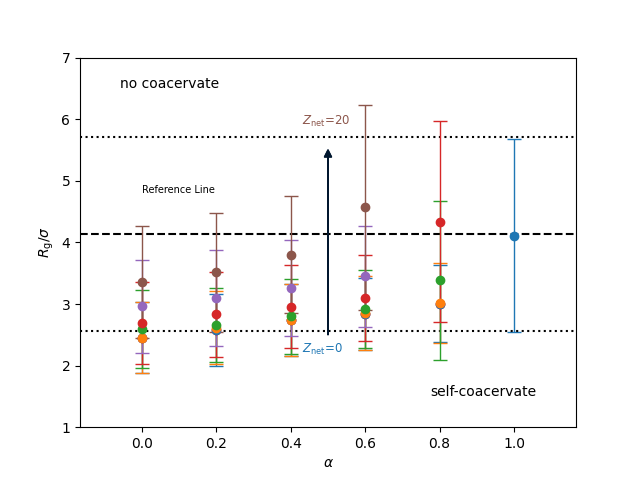 7
6
5
4
3
2
1
R_g/σ
no coacervate
Z_net=20
Reference Line
Z_net=0
self-coacervate
0.0 0.2 0.4 0.6 0.8 1.0
α